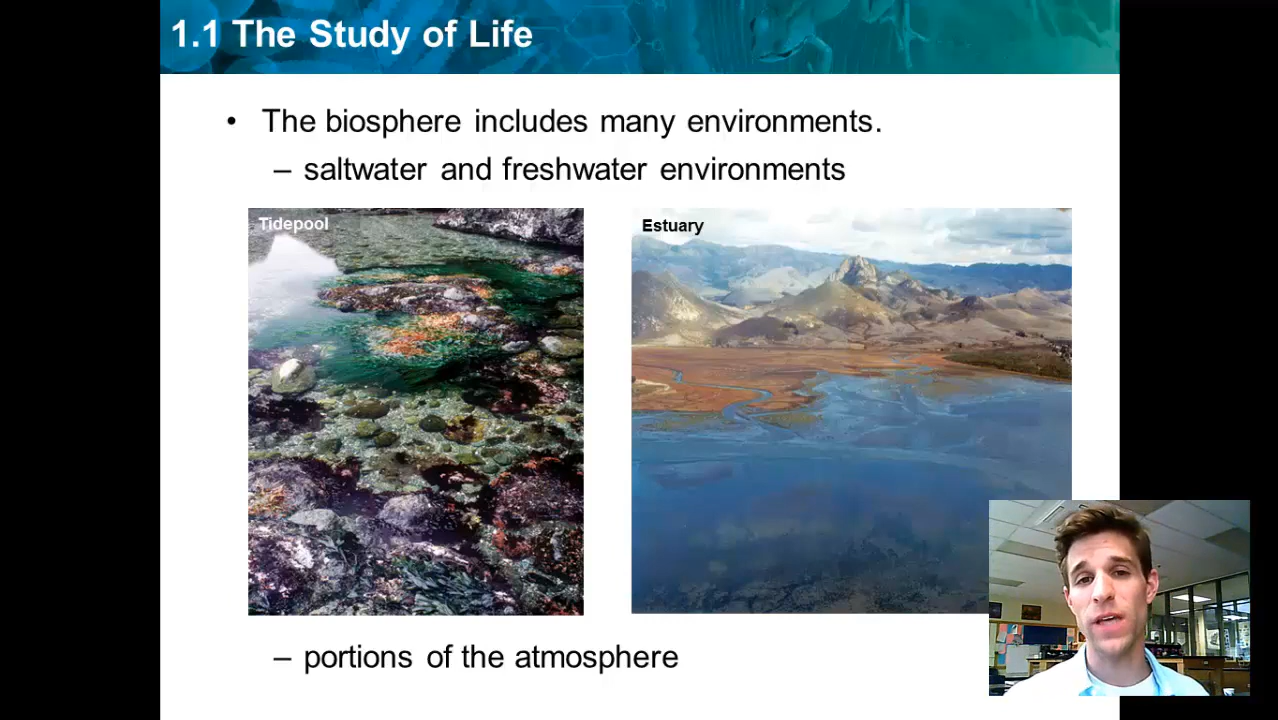 1.1 The Study of Life
• The biosphere includes many environments.
– saltwater and freshwater environments
Tidepool
Estuary
– portions of the atmosphere